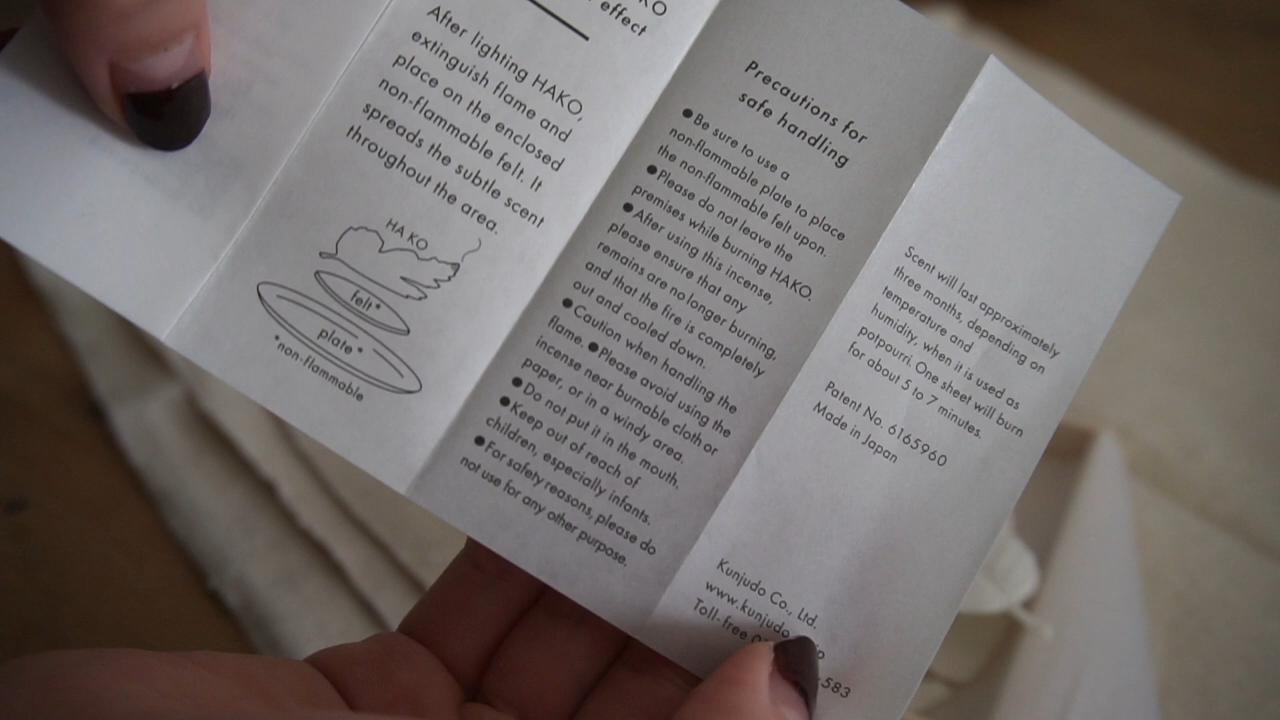 KO
effect
After lighting HAKO,
extinguish flame and
place on the enclosed
non-flammable felt. It
spreads the subtle scent
throughout the area.
HA KO
felt*
plate*
*non-flammable
Precautions for
safe handling
●Be sure to use a
non-flammable plate to place
the non-flammable felt upon.
●Please do not leave the
premises while burning HAKO.
●After using this incense,
please ensure that any
remains are no longer burning,
and that the fire is completely
out and cooled down.
●Caution when handling the
flame. ●Please avoid using the
incense near burnable cloth or
paper, or in a windy area.
●Do not put it in the mouth.
●Keep out of reach of
children, especially infants.
●For safety reasons, please do
not use for any other purpose.
Scent will last approximately
three months, depending on
temperature and
humidity, when it is used as
potpourri. One sheet will burn
for about 5 to 7 minutes.
Patent No. 6165960
Made in Japan
Kunjudo Co., Ltd.
www.kunjudo
Toll-free
583